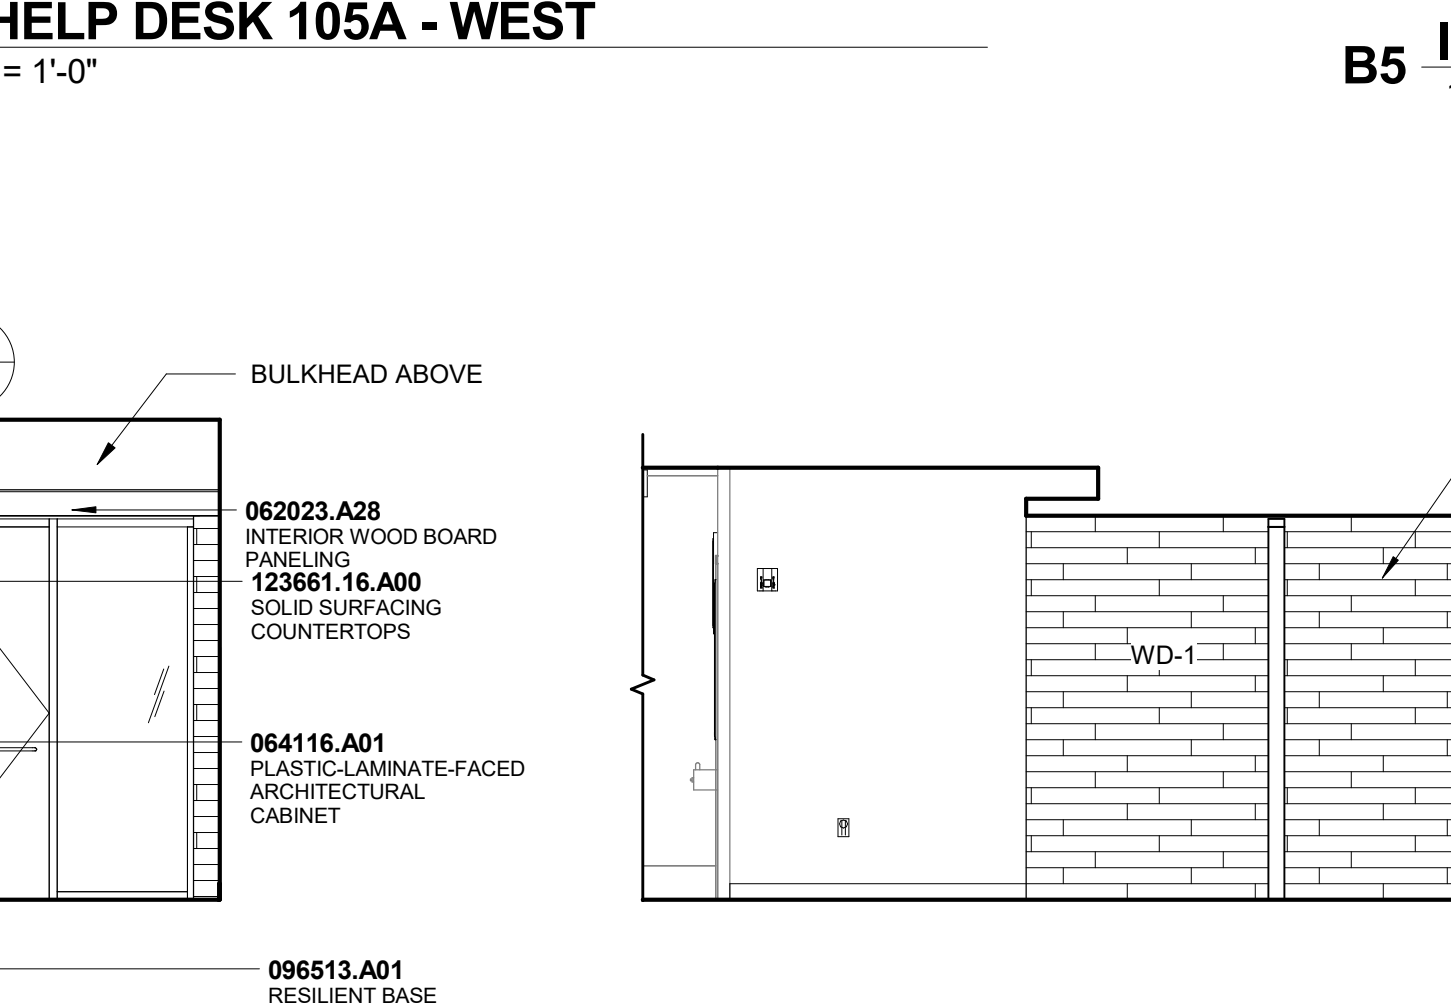 HELP DESK 105A - WEST
= 1'-0"
B5
BULKHEAD ABOVE
062023.A28
INTERIOR WOOD BOARD
PANELING
123661.16.A00
SOLID SURFACING
COUNTERTOPS
WD-1
064116.A01
PLASTIC-LAMINATE-FACED
ARCHITECTURAL
CABINET
096513.A01
RESILIENT BASE